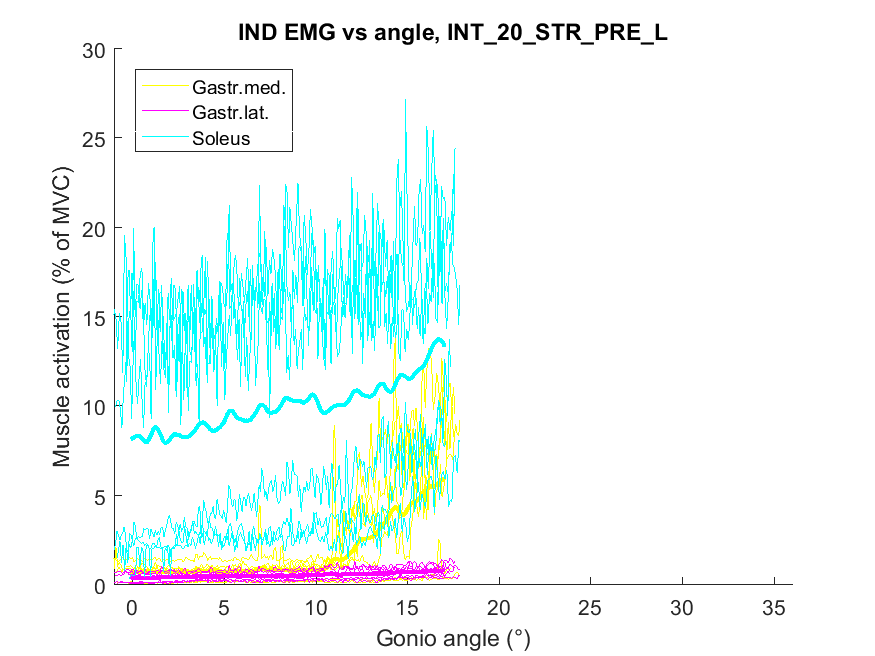 IND EMG vs angle, INT_20_STR_PRE_L
30
25
20
15
10
5
0
Muscle activation (% of MVC)
Gastr.med.
Gastr.lat.
Soleus
0 5 10 15 20 25 30 35
Gonio angle (°)